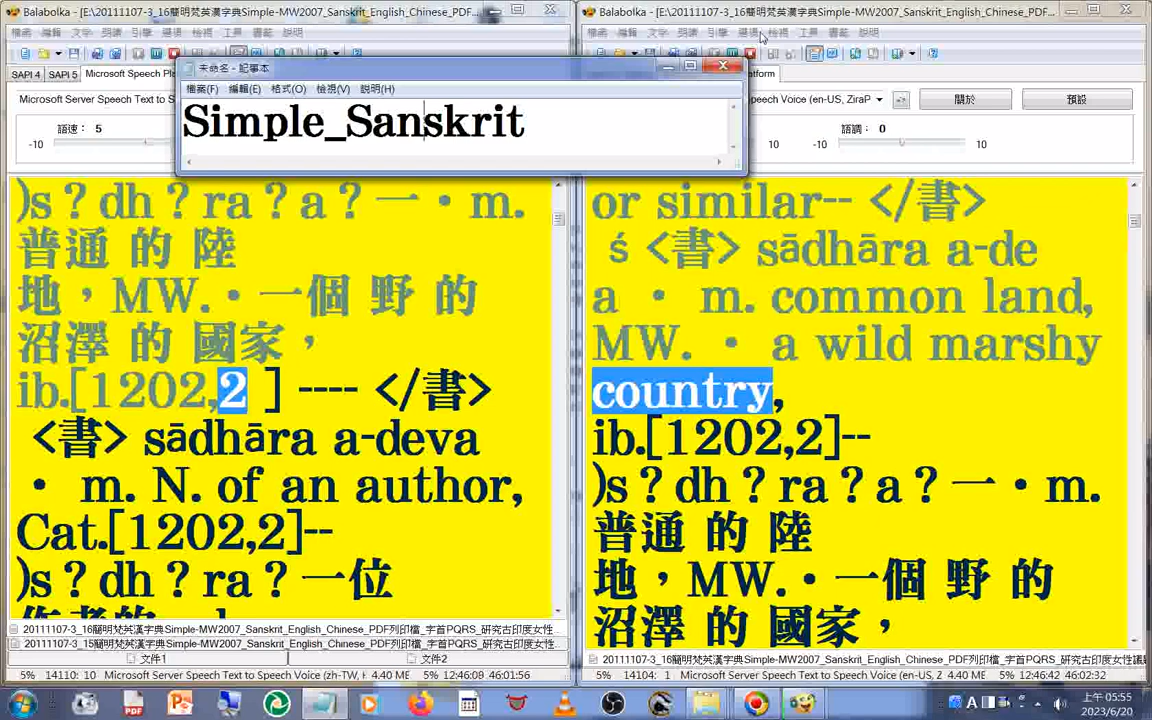 Balabolka - [E:\20111107-3_16簡明梵英漢字典Simple-MW2007_Sanskrit_English_Chinese_PDF...
Balabolka - [E:\20111107-3_16簡明梵英漢字典Simple-MW2007_Sanskrit_English_Chinese_PDF...
未命名 - 記事本
檔案(F) 編輯(E) 格式(O) 檢視(V) 說明(H)
Simple_Sanskrit
SAPI 4 SAPI 5 Microsoft Speech Pla
atform
Microsoft Server Speech Text to S
peech Voice (en-US, ZiraP
關於
預設
語速： 5
-10
10
語調： 0
-10
10
)s？dh？ra？a？一・m.
普通 的 陸
地，MW.・一個 野 的
沼澤 的 國家，
ib.[1202,2 ] ---- </書>
<書> sādhāra a-deva
• m. N. of an author,
Cat.[1202,2]--
)s？dh？ra？一位
or similar-- </書>
ś <書> sādhāra a-de
a • m. common land,
MW. • a wild marshy
country,
ib.[1202,2]--
)s？dh？ra？a？一・m.
普通 的 陸
地，MW.・一個 野 的
沼澤 的 國家，
20111107-3_16簡明梵英漢字典Simple-MW2007_Sanskrit_English_Chinese_PDF列印檔_字首PQRS_研究古印度女性...
20111107-3_15簡明梵英漢字典Simple-MW2007_Sanskrit_English_Chinese_PDF列印檔_字首PQRS_研究古印度女性...
文件1 文件2
5% 14110: 10 Microsoft Server Speech Text to Speech Voice (zh-TW, H 4.40 ME 5% 12:46:09 46:01:56
20111107-3_16簡明梵英漢字典Simple-MW2007_Sanskrit_English_Chinese_PDF列印檔_字首PQRS_研究古印度女性議
5% 14104: 1 Microsoft Server Speech Text to Speech Voice (en-US, Z 4.40 ME 5% 12:46:42 46:02:32
上午 05:55
2023/6/20